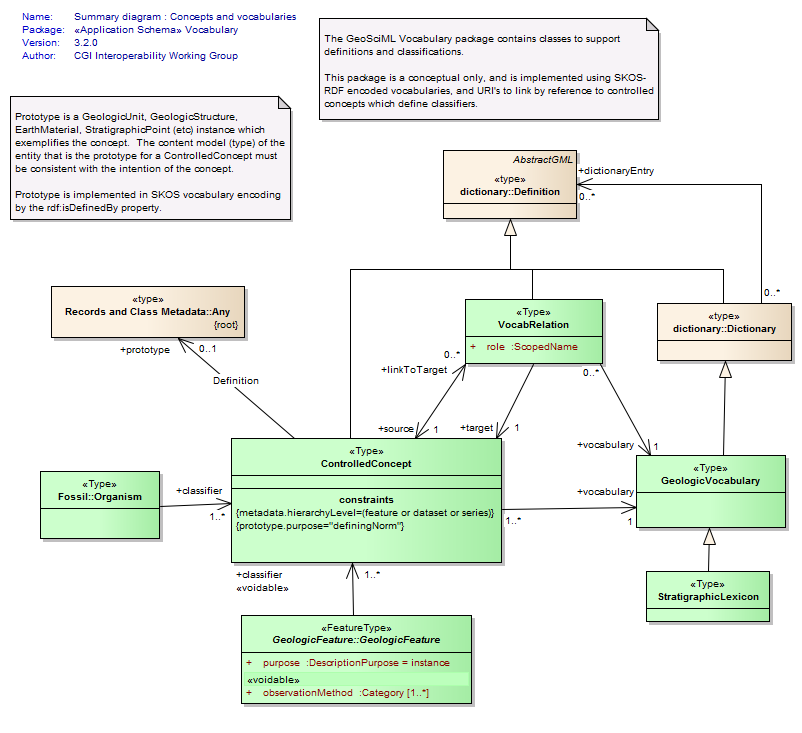 Name: Summary diagram : Concepts and vocabularies
Package: «Application Schema» Vocabulary
Version: 3.2.0
Author: CGI Interoperability Working Group
The GeoSciML Vocabulary package contains classes to support
definitions and classifications.
This package is a conceptual only, and is implemented using SKOS-
RDF encoded vocabularies, and URI's to link by reference to controlled
concepts which define classifiers.
Prototype is a GeologicUnit, GeologicStructure,
EarthMaterial, StratigraphicPoint (etc) instance which
exemplifies the concept. The content model (type) of the
entity that is the prototype for a ControlledConcept must
be consistent with the intention of the concept.
Prototype is implemented in SKOS vocabulary encoding
by the rdf:isDefinedBy property.
AbstractGML
«type»
dictionary::Definition
+dictionaryEntry
0..*
0..*
«type»
Records and Class Metadata::Any
{root}
«Type»
VocabRelation
+ role :ScopedName
«type»
dictionary::Dictionary
+prototype
0..1
Definition
0..*
+linkToTarget
0..*
+source
1
+target
1
+vocabulary
1
«Type»
ControlledConcept
constraints
{metadata.hierarchyLevel=(feature or dataset or series)}
{prototype.purpose="definingNorm"}
«Type»
GeologicVocabulary
«Type»
Fossil::Organism
+classifier
1..*
+vocabulary
1..*
1
«Type»
StratigraphicLexicon
+classifier
«voidable»
1..*
«FeatureType»
GeologicFeature::GeologicFeature
+ purpose :DescriptionPurpose = instance
«voidable»
+ observationMethod :Category [1..*]